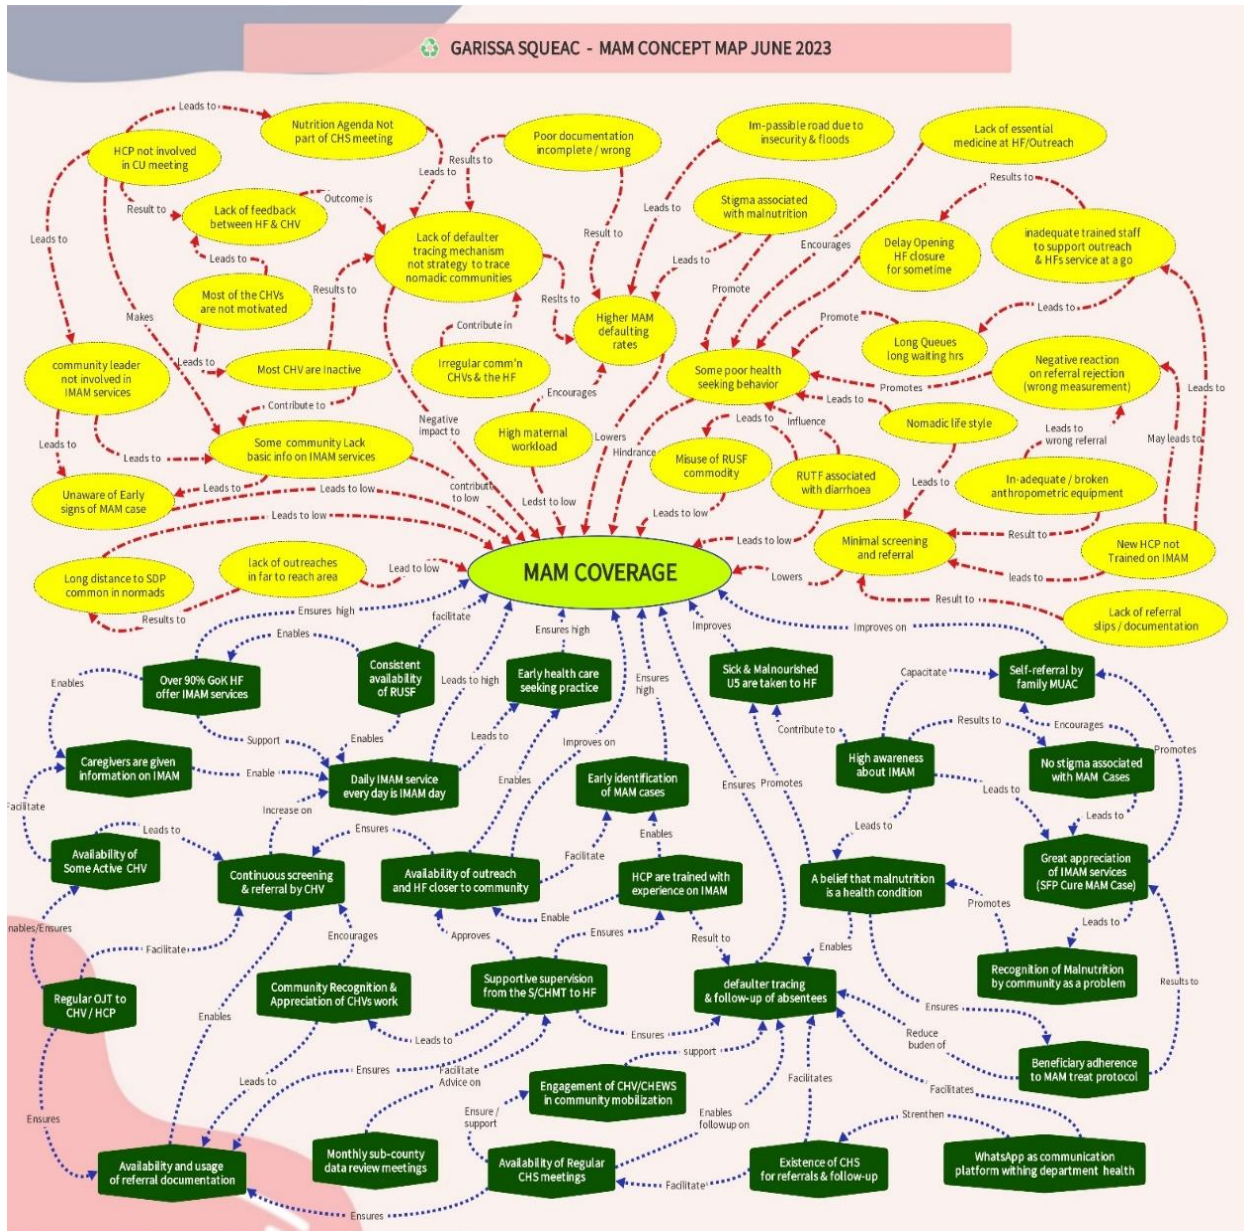 GARISSA SQUEAC - MAM CONCEPT MAP JUNE 2023
Leads to
Nutrition Agenda Not
part of CHS meeting
Poor documentation
incomplete / wrong
Im-passible road due to
insecurity & floods
Lack of essential
medicine at HF/Outreach
HCP not involved
in CU meeting
Results to
Leads to
Results to
Result to
Lack of feedback
between HF & CHV
Outcome is
Leads to
Stigma associated
with malnutrition
Leads to
Lack of defaulter
tracing mechanism
not strategy to trace
nomadic communities
Result to
Encourages
Delay Opening
HF closure
for sometime
inadequate trained staff
to support outreach
& HFs service at a go
Leads to
Leads to
Most of the CHVs
are not motivated
Results to
Reslts to
Promote
Leads to
Makes
Contribute in
Higher MAM
defaulting
rates
Promote
Long Queues
long waiting hrs
community leader
not involved in
IMAM services
Leads to
Most CHV are Inactive
Irregular comm'n
CHVs & the HF
Some poor health
seeking behavior
Negative reaction
on referral rejection
(wrong measurement)
Promotes
Leads to
Encourages
Contribute to
Leads to
Negative
impact to
High maternal
workload
Lowers
Hindrance
Leads to
Influence
Nomadic life style
Leads to
wrong referral
May leads to
Leads to
Some community Lack
basic info on IMAM services
Leads to
Misuse of RUSF
commodity
RUTF associated
with diarrhoea
In-adequate / broken
anthropometric equipment
Leads to
Unaware of Early
signs of MAM case
Leads to
Leads to low
contribute
to low
Ledst to low
Leads to low
Leads to low
Leads to low
Minimal screening
and referral
Result to
New HCP not
Trained on IMAM
Long distance to SDP
common in normads
lack of outreaches
in far to reach area
Lead to low
MAM COVERAGE
Lowers
leads to
Results to
Ensures high
facilitate
Result to
Lack of referral
slips / documentation
Enables
Ensures high
Improves
Improves on
Over 90% GoK HF
offer IMAM services
Consistent
availability
of RUSF
Leads to high
Early health care
seeking practice
Ensures
high
Sick & Malnourished
U5 are taken to HF
Capacitate
Self-referral by
family MUAC
Enables
Support
Enables
Leads to
Improves on
Contribute to
Results to
Encourages
Promotes
Caregivers are given
information on IMAM
Enable
Daily IMAM service
every day is IMAM day
Early identification
of MAM cases
High awareness
about IMAM
No stigma associated
with MAM Cases
Facilitate
Increase on
Enables
Ensures
Promotes
Leads to
Leads to
Leads to
Leads to
Ensures
Enables
Availability of
Some Active CHV
Continuous screening
& referral by CHV
Availability of outreach
and HF closer to community
Facilitate
HCP are trained with
experience on IMAM
A belief that malnutrition
is a health condition
Great appreciation
of IMAM services
(SFP Cure MAM Case)
Enable
Promotes
Leads to
nables/Ensures
Facilitate
Encourages
Approves
Ensures
Result to
Enables
Regular OJT to
CHV / HCP
Community Recognition &
Appreciation of CHVs work
Supportive supervision
from the S/CHMT to HF
defaulter tracing
& follow-up of absentees
Recognition of Malnutrition
by community as a problem
Results to
Enables
Leads to
Ensures
Ensures
Reduce
buden of
Ensures
support
Leads to
Ensures
Facilitate
Advice on
Engagement of CHV/CHEWS
in community mobilization
Facilitates
Beneficiary adherence
to MAM treat protocol
Facilitates
Ensures
Ensure /
support
Enables
followup on
Strenthen
Availability and usage
of referral documentation
Monthly sub-county
data review meetings
Availability of Regular
CHS meetings
Existence of CHS
for referrals & follow-up
WhatsApp as communication
platform withing department health
Facilitate
Ensures